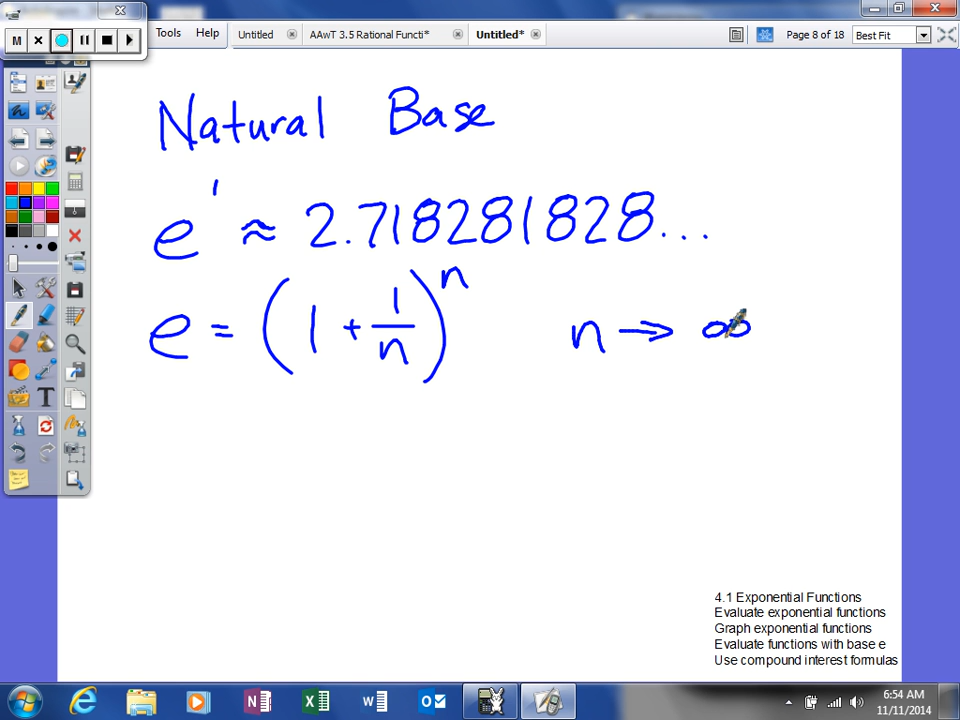 M
Tools Help Untitled AAwT 3.5 Rational Functi* Untitled* Page 8 of 18 Best Fit
Natural Base
e¹ ≈ 2.718281828...
e = (1 + 1/n)ⁿ n → ∞
4.1 Exponential Functions
Evaluate exponential functions
Graph exponential functions
Evaluate functions with base e
Use compound interest formulas
6:54 AM
11/11/2014